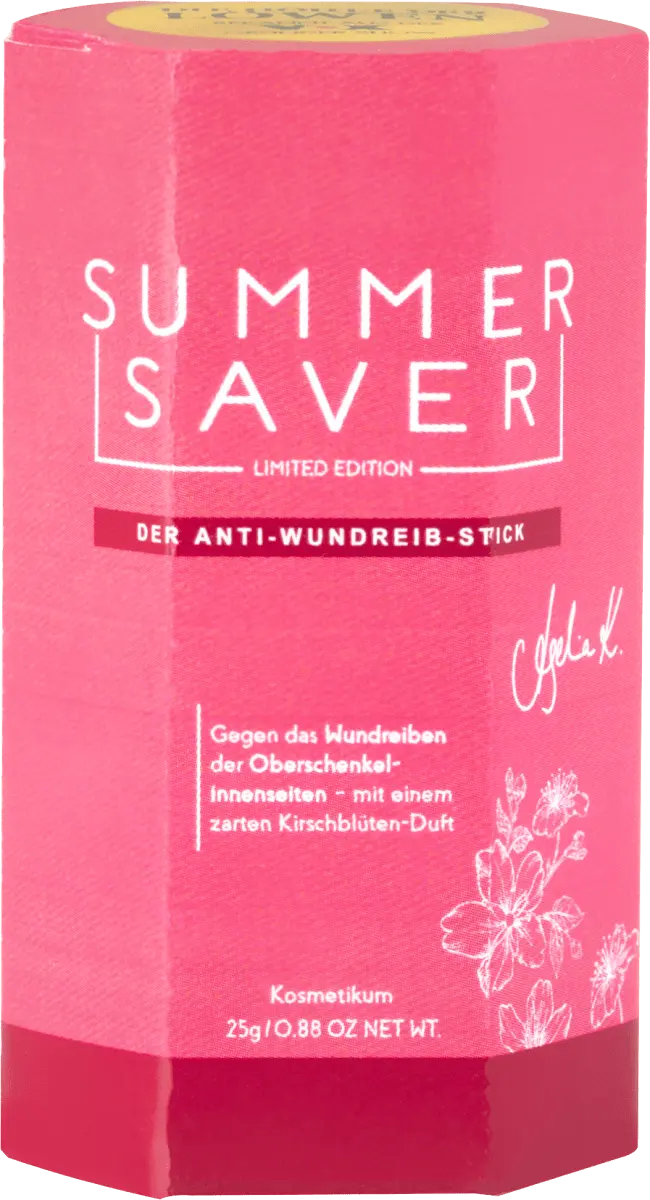 SUMMER
SAVER
LIMITED EDITION
DER ANTI-WUNDREIB-STICK
Agelia K.
Gegen das Wundreiben
der Oberschenkel-
innenseiten – mit einem
zarten Kirschblüten-Duft
Kosmetikum
25g/0.88 OZ NET WT.